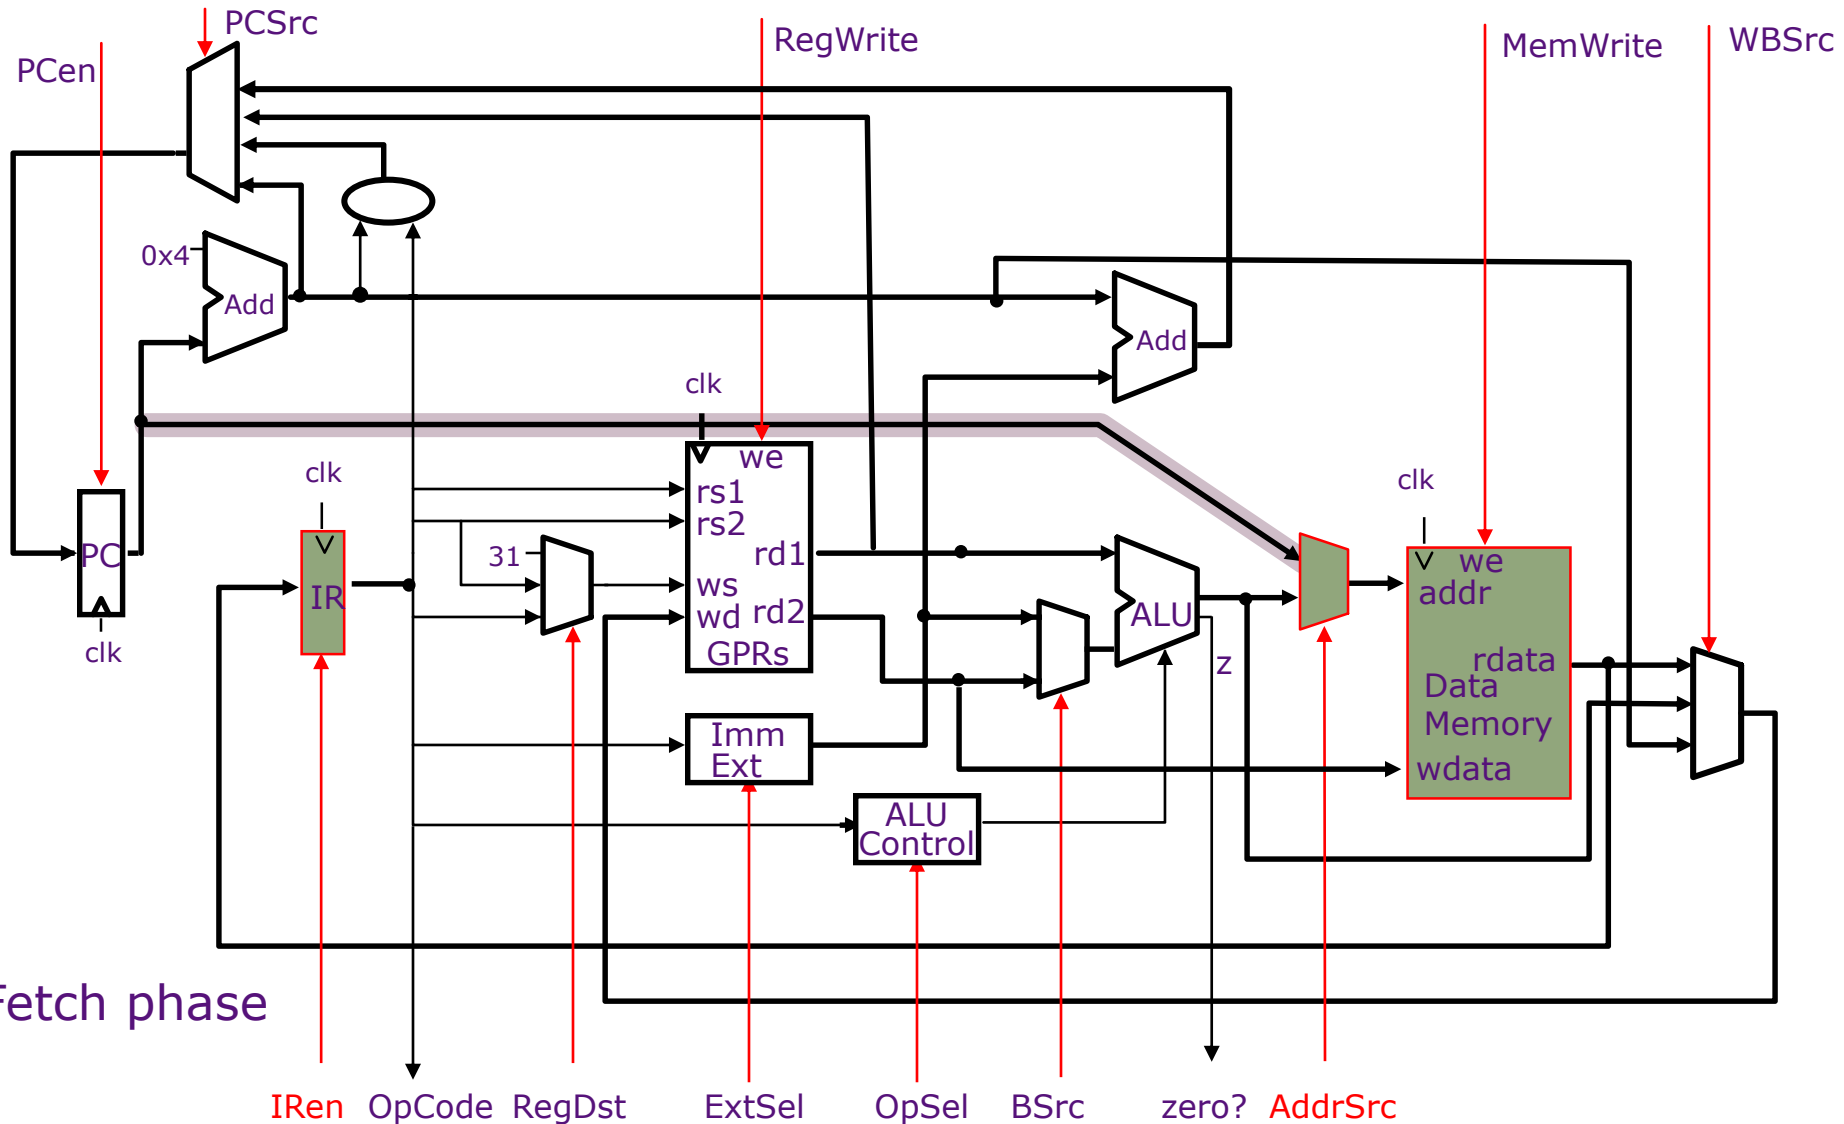 PCSrc
RegWrite
MemWrite
WBSrc
PCen
0x4
Add
Add
clk
we
clk
clk
rs1
rs2
31
rd1
we
PC
IR
ws
addr
wd
rd2
ALU
clk
GPRs
z
rdata
Data
Memory
Imm
Ext
wdata
ALU
Control
Fetch phase
IRen
OpCode
RegDst
ExtSel
OpSel
BSrc
zero?
AddrSrc